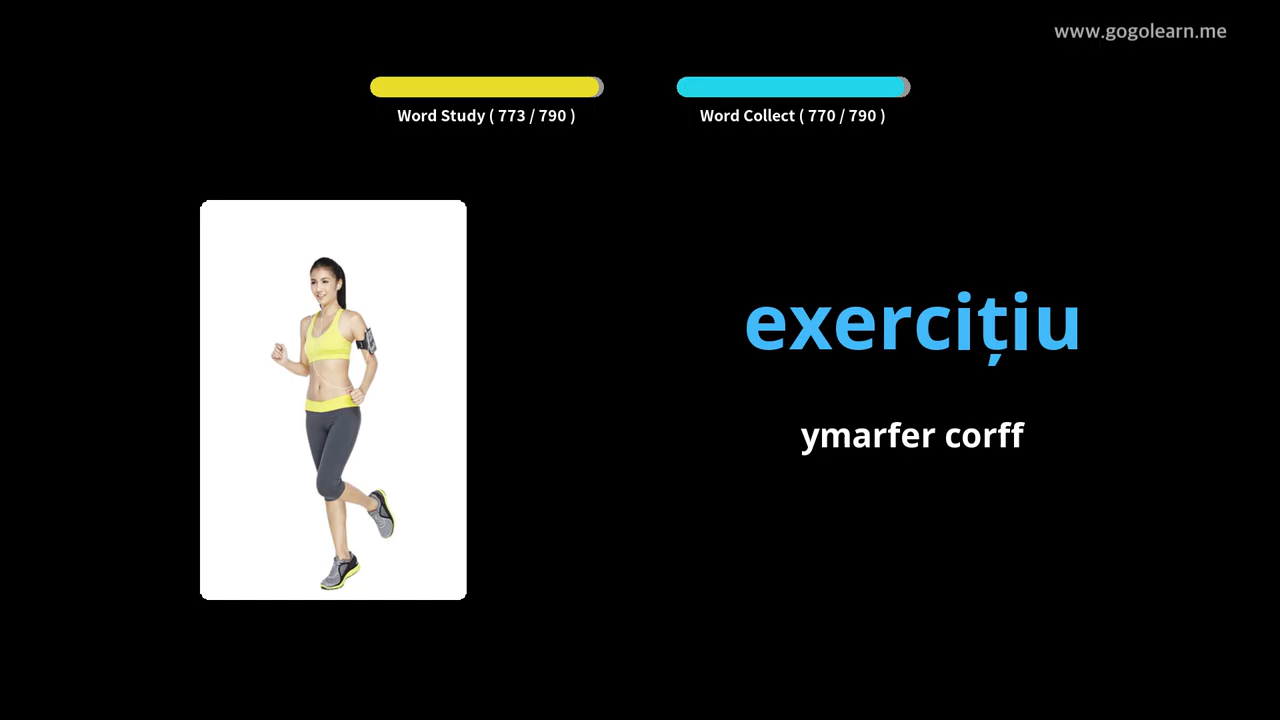 www.gogolearn.me
Word Study ( 773 / 790 )
Word Collect ( 770 / 790 )
exercițiu
ymarfer corff